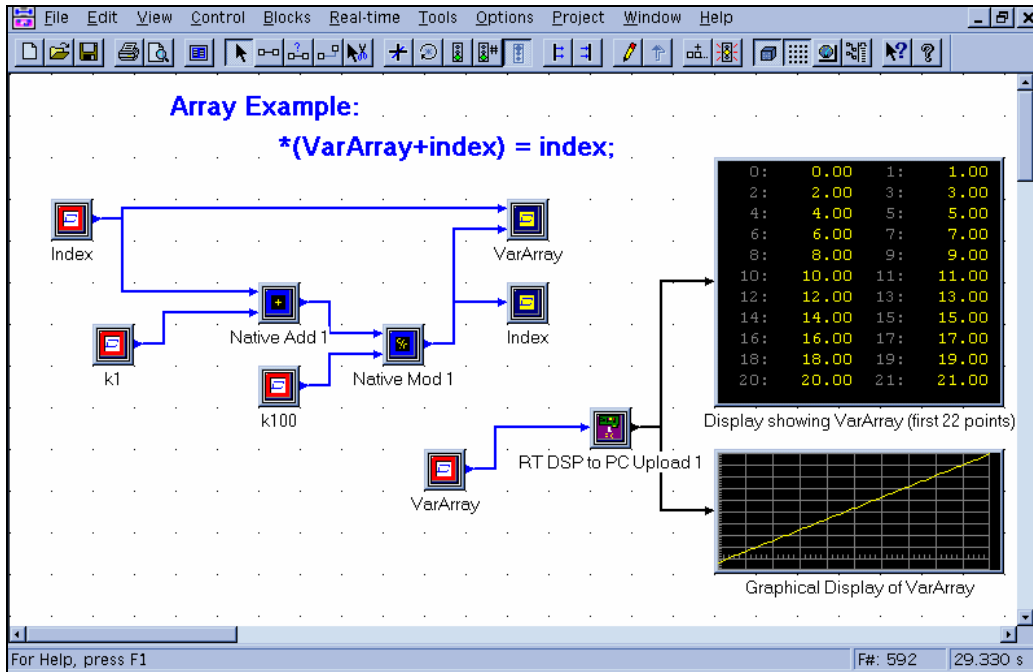 File Edit View Control Blocks Real-time Tools Options Project Window Help
Array Example:
*(VarArray+index) = index;
Index
VarArray
k1
Native Add 1
Index
k100
Native Mod 1
VarArray
RT DSP to PC Upload 1
0: 0.00 1: 1.00
2: 2.00 3: 3.00
4: 4.00 5: 5.00
6: 6.00 7: 7.00
8: 8.00 9: 9.00
10: 10.00 11: 11.00
12: 12.00 13: 13.00
14: 14.00 15: 15.00
16: 16.00 17: 17.00
18: 18.00 19: 19.00
20: 20.00 21: 21.00
Display showing VarArray (first 22 points)
Graphical Display of VarArray
For Help, press F1 F#: 592 29.330 s